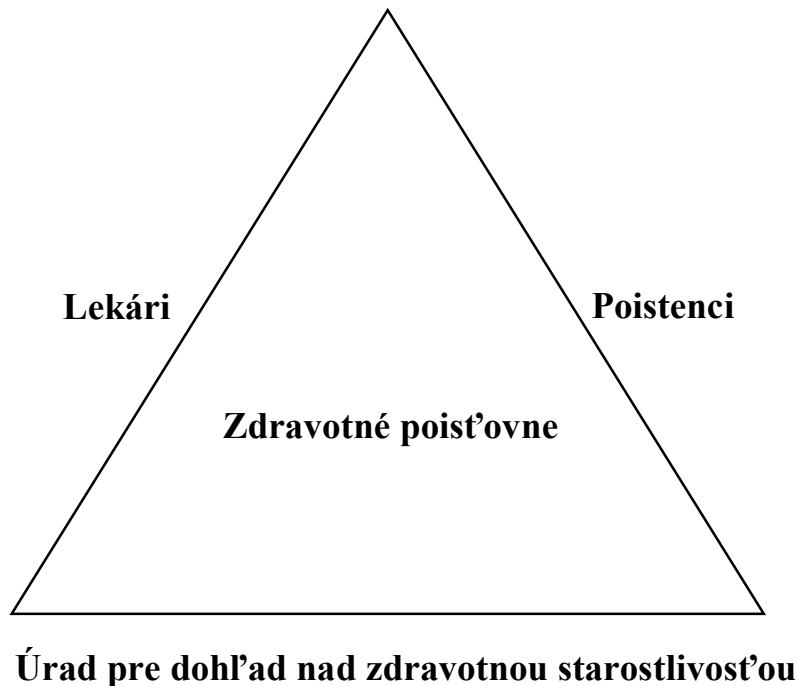 Lekári
Poistenci
Zdravotné poisťovne
Úrad pre dohľad nad zdravotnou starostlivosťou